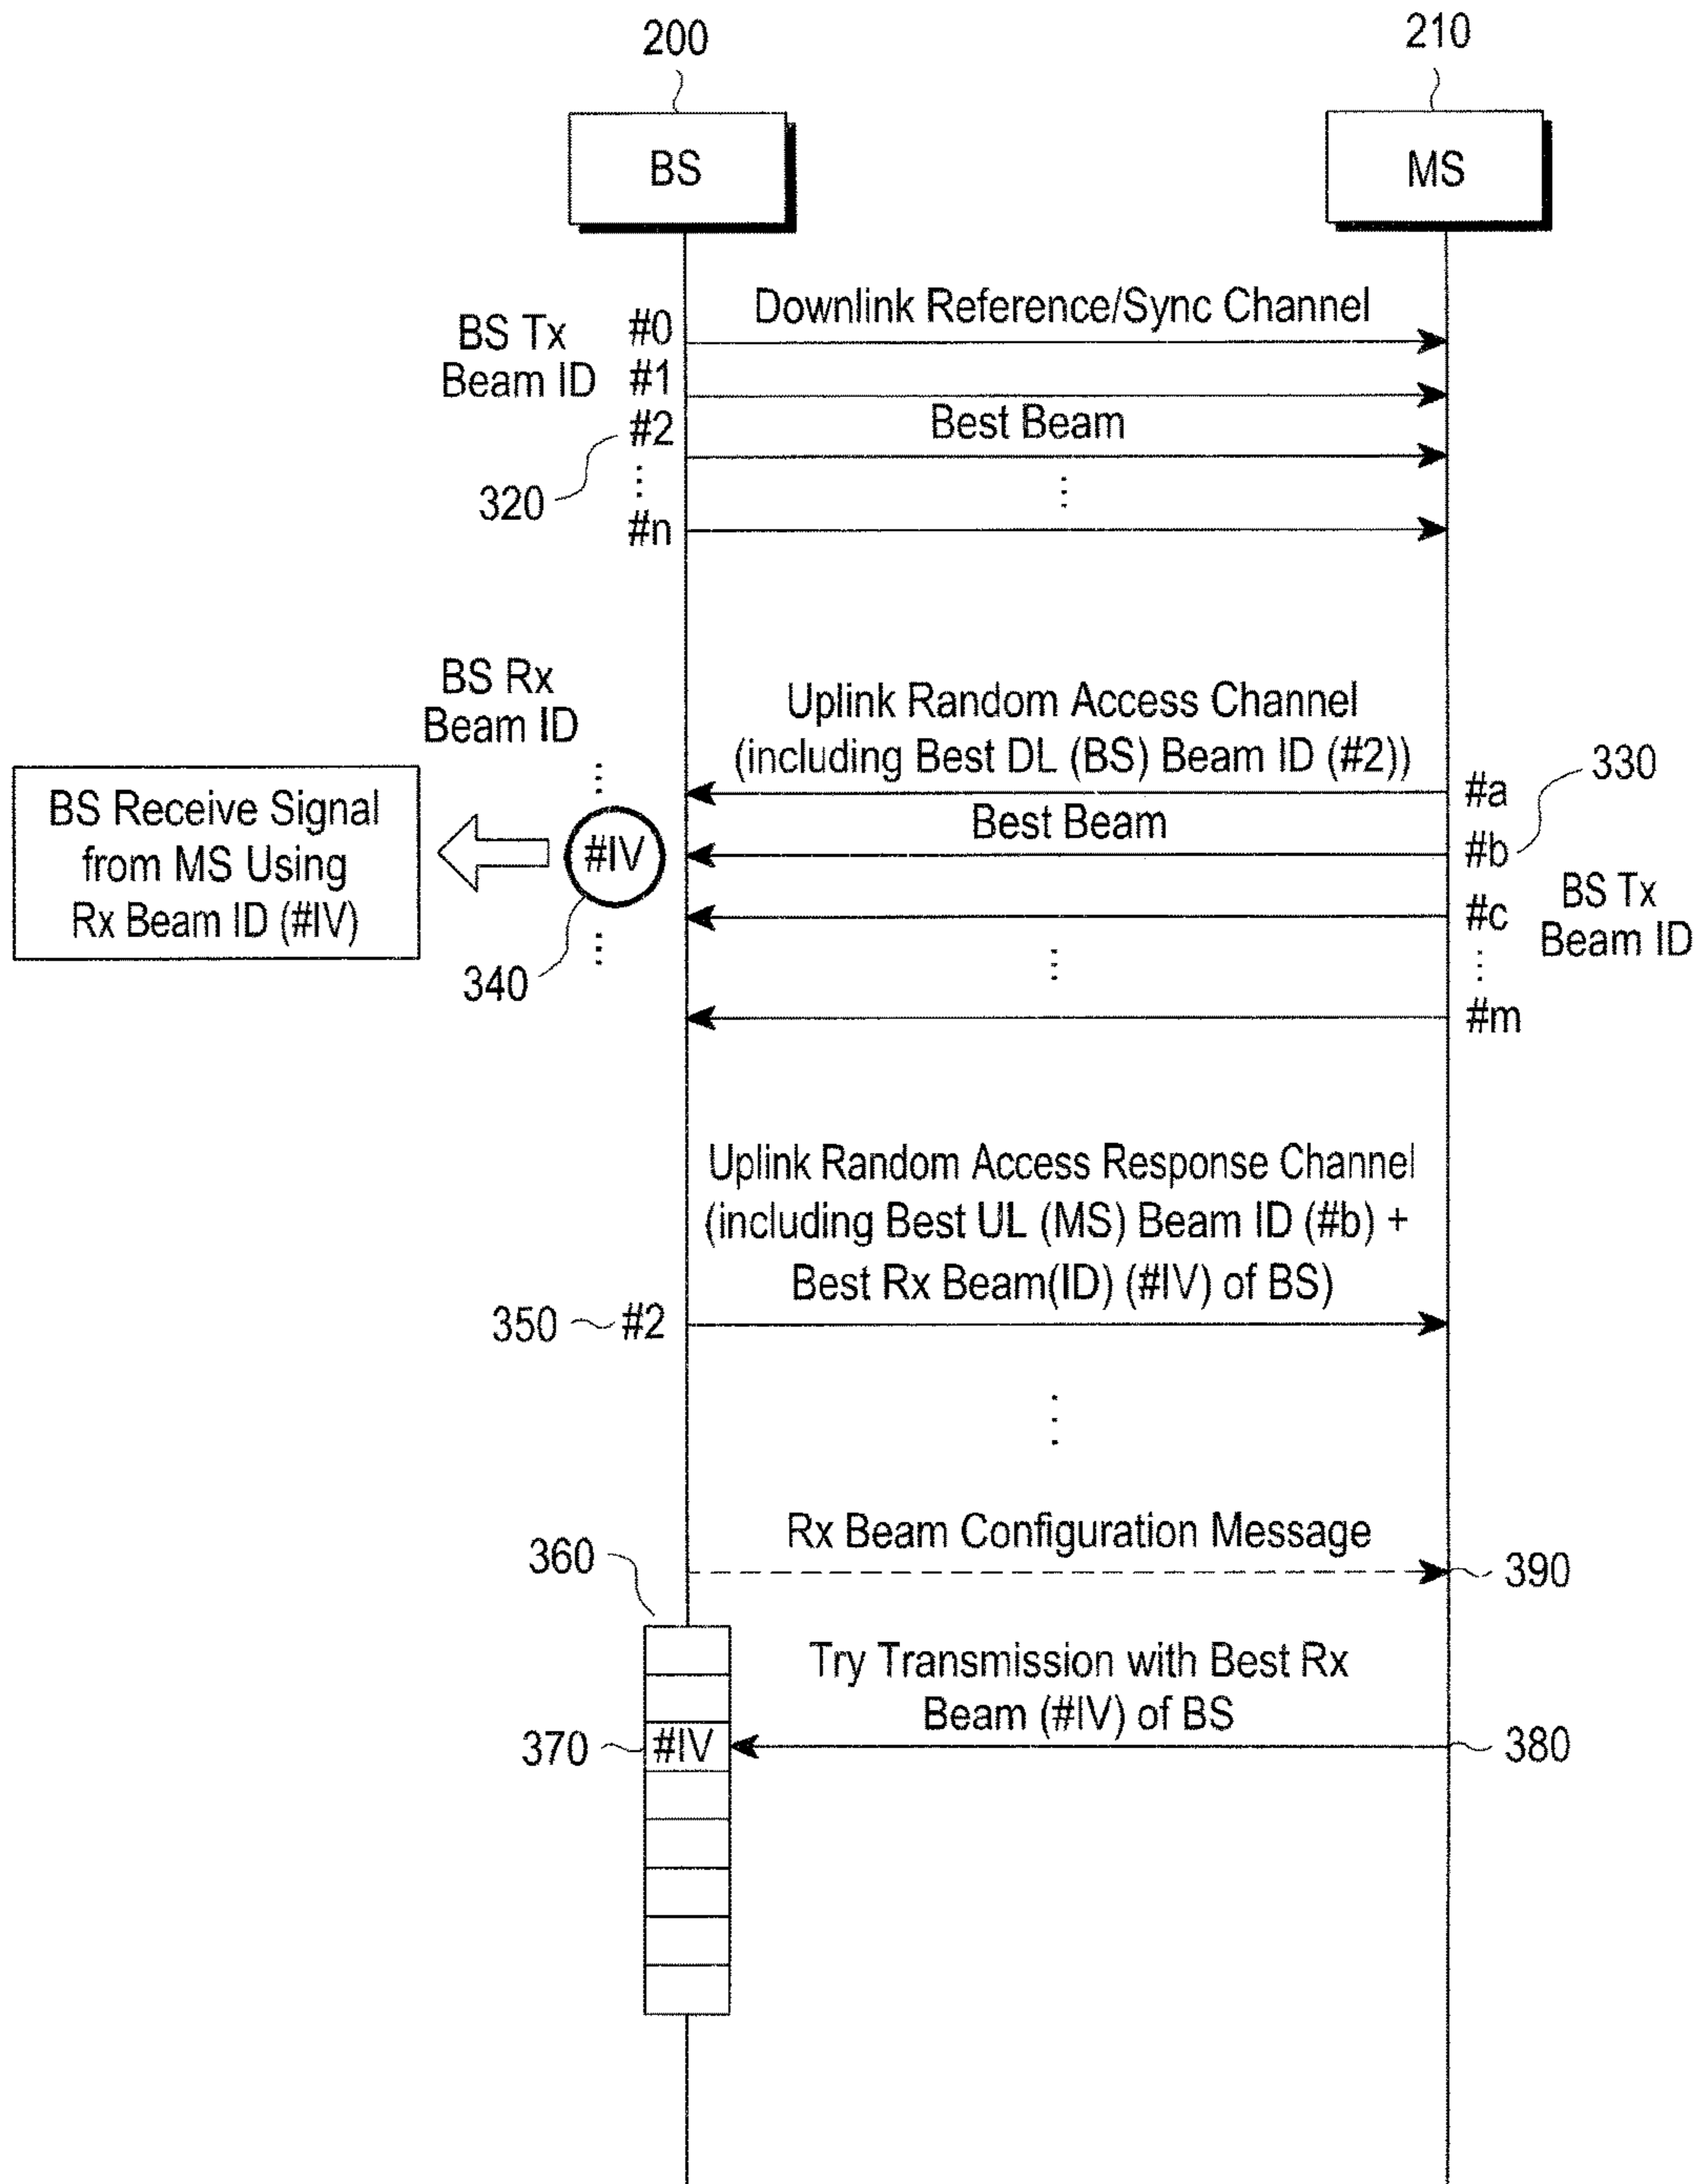 200
210
BS
MS
BS Tx
Beam ID
#0
#1
#2
⋮
#n
320
Downlink Reference/Sync Channel
Best Beam
⋮
BS Rx
Beam ID
⋮
#IV
⋮
340
BS Receive Signal
from MS Using
Rx Beam ID (#IV)
Uplink Random Access Channel
(including Best DL (BS) Beam ID (#2))
Best Beam
⋮
#a
#b
#c
⋮
#m
330
BS Tx
Beam ID
Uplink Random Access Response Channel
(including Best UL (MS) Beam ID (#b) +
Best Rx Beam(ID) (#IV) of BS)
350
#2
⋮
Rx Beam Configuration Message
360
390
Try Transmission with Best Rx
Beam (#IV) of BS
370
#IV
380